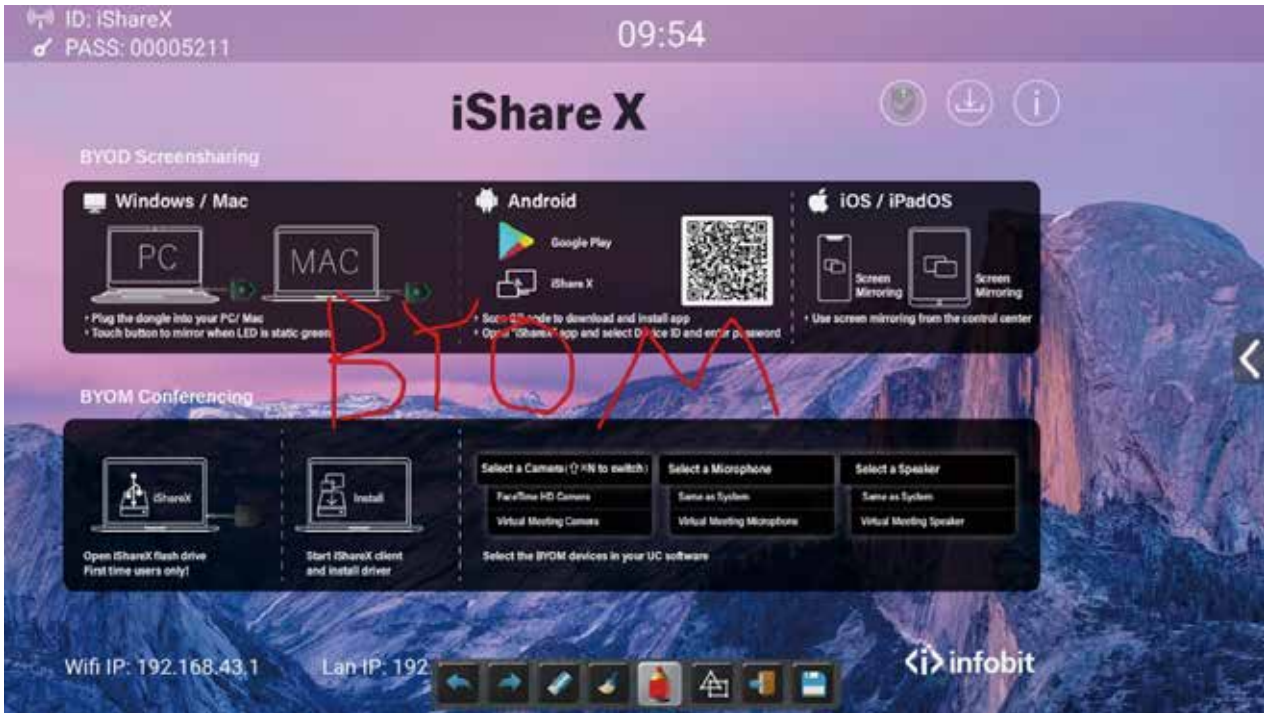 ID: iShareX
PASS: 00005211
09:54
iShare X
BYOD Screensharing
Windows / Mac
PC
MAC
• Plug the dongle into your PC/ Mac
• Touch button to mirror when LED is static green
Android
Google Play
iShare X
• Scan QR code to download and install app
• Open "iShareX" app and select Device ID and enter password
iOS / iPadOS
Screen
Mirroring
Screen
Mirroring
• Use screen mirroring from the control center
BYOM
BYOM Conferencing
iShareX
Open iShareX flash drive
First time users only!
Install
Start iShareX client
and install driver
Select a Camera (⇧⌘N to switch)
FaceTime HD Camera
Virtual Meeting Camera
Select a Microphone
Same as System
Virtual Meeting Microphone
Select a Speaker
Same as System
Virtual Meeting Speaker
Select the BYOM devices in your UC software
Wifi IP: 192.168.43.1
Lan IP: 192
<i> infobit